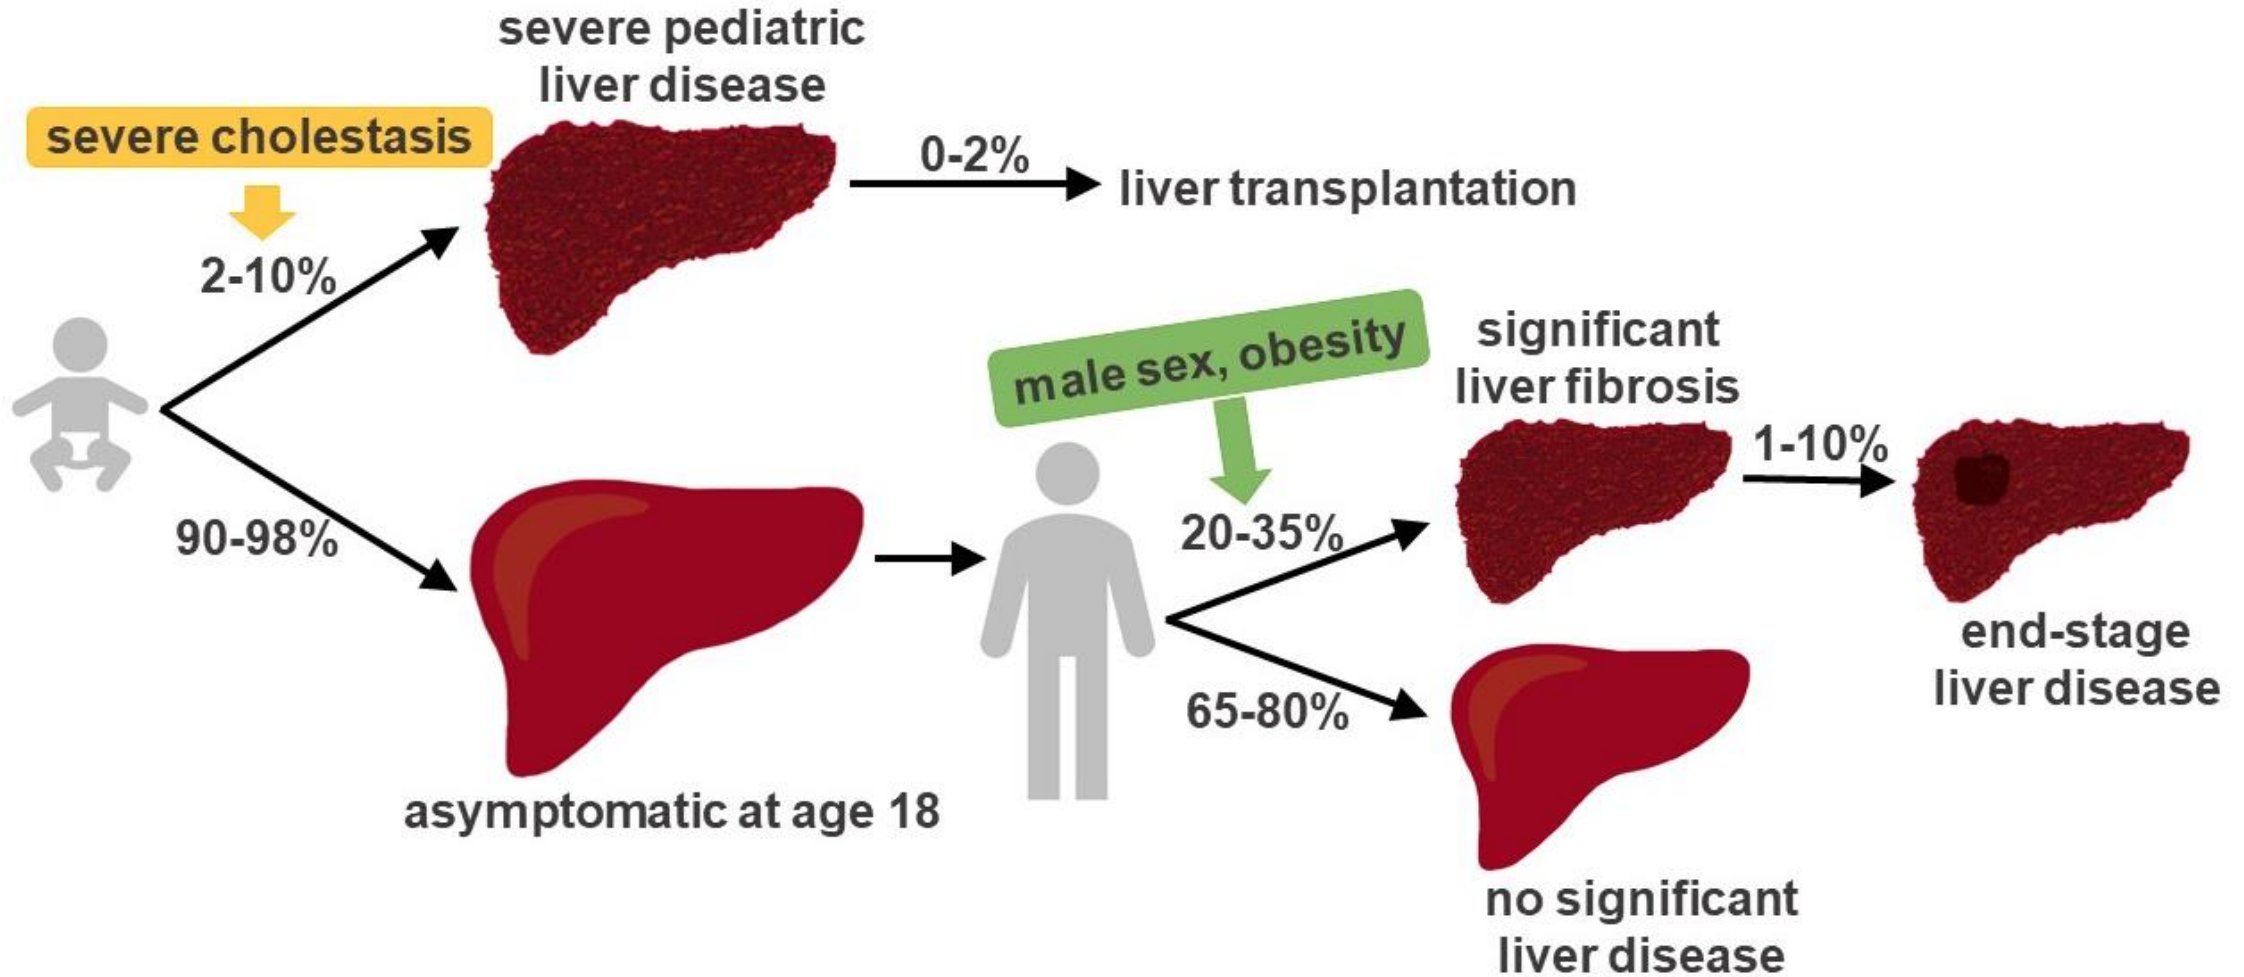 severe pediatric
liver disease
severe cholestasis
0-2%
liver transplantation
2-10%
male sex, obesity
significant
liver fibrosis
1-10%
90-98%
20-35%
end-stage
liver disease
65-80%
asymptomatic at age 18
no significant
liver disease